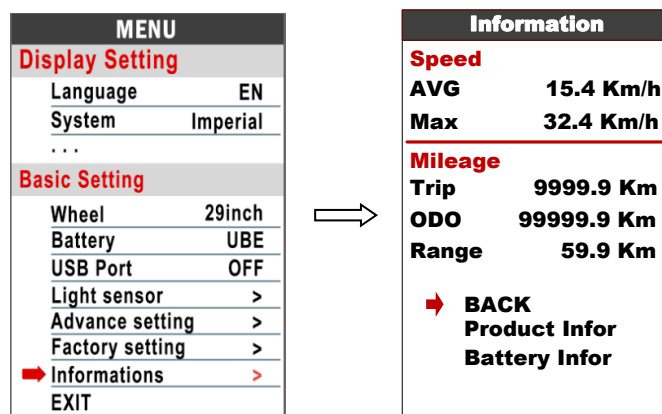 MENU
Display Setting
Language EN
System Imperial
...
Basic Setting
Wheel 29inch
Battery UBE
USB Port OFF
Light sensor >
Advance setting >
Factory setting >
Informations >
EXIT
Information
Speed
AVG 15.4 Km/h
Max 32.4 Km/h
Mileage
Trip 9999.9 Km
ODO 99999.9 Km
Range 59.9 Km
BACK
Product Infor
Battery Infor